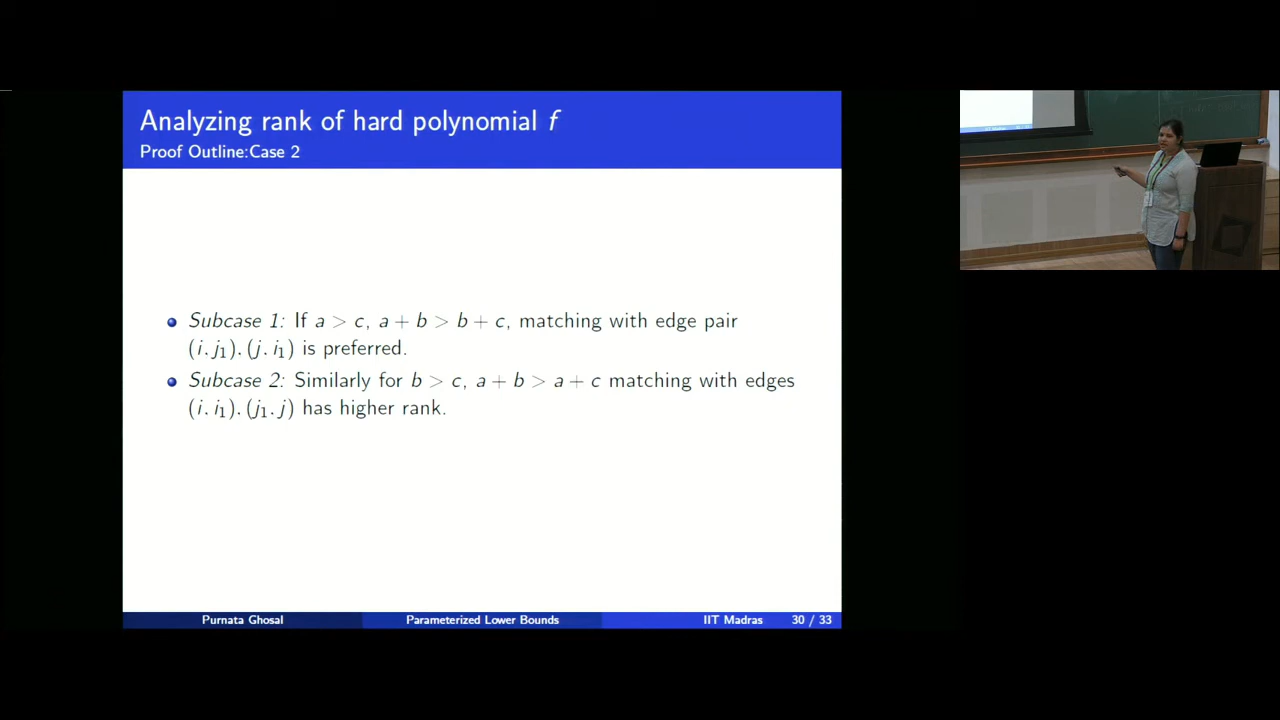 Analyzing rank of hard polynomial f
Proof Outline:Case 2
Subcase 1: If a > c, a + b > b + c, matching with edge pair
(i, j₁), (j, i₁) is preferred.
Subcase 2: Similarly for b > c, a + b > a + c matching with edges
(i, i₁), (j₁, j) has higher rank.
Purnata Ghosal Parameterized Lower Bounds IIT Madras 30 / 33